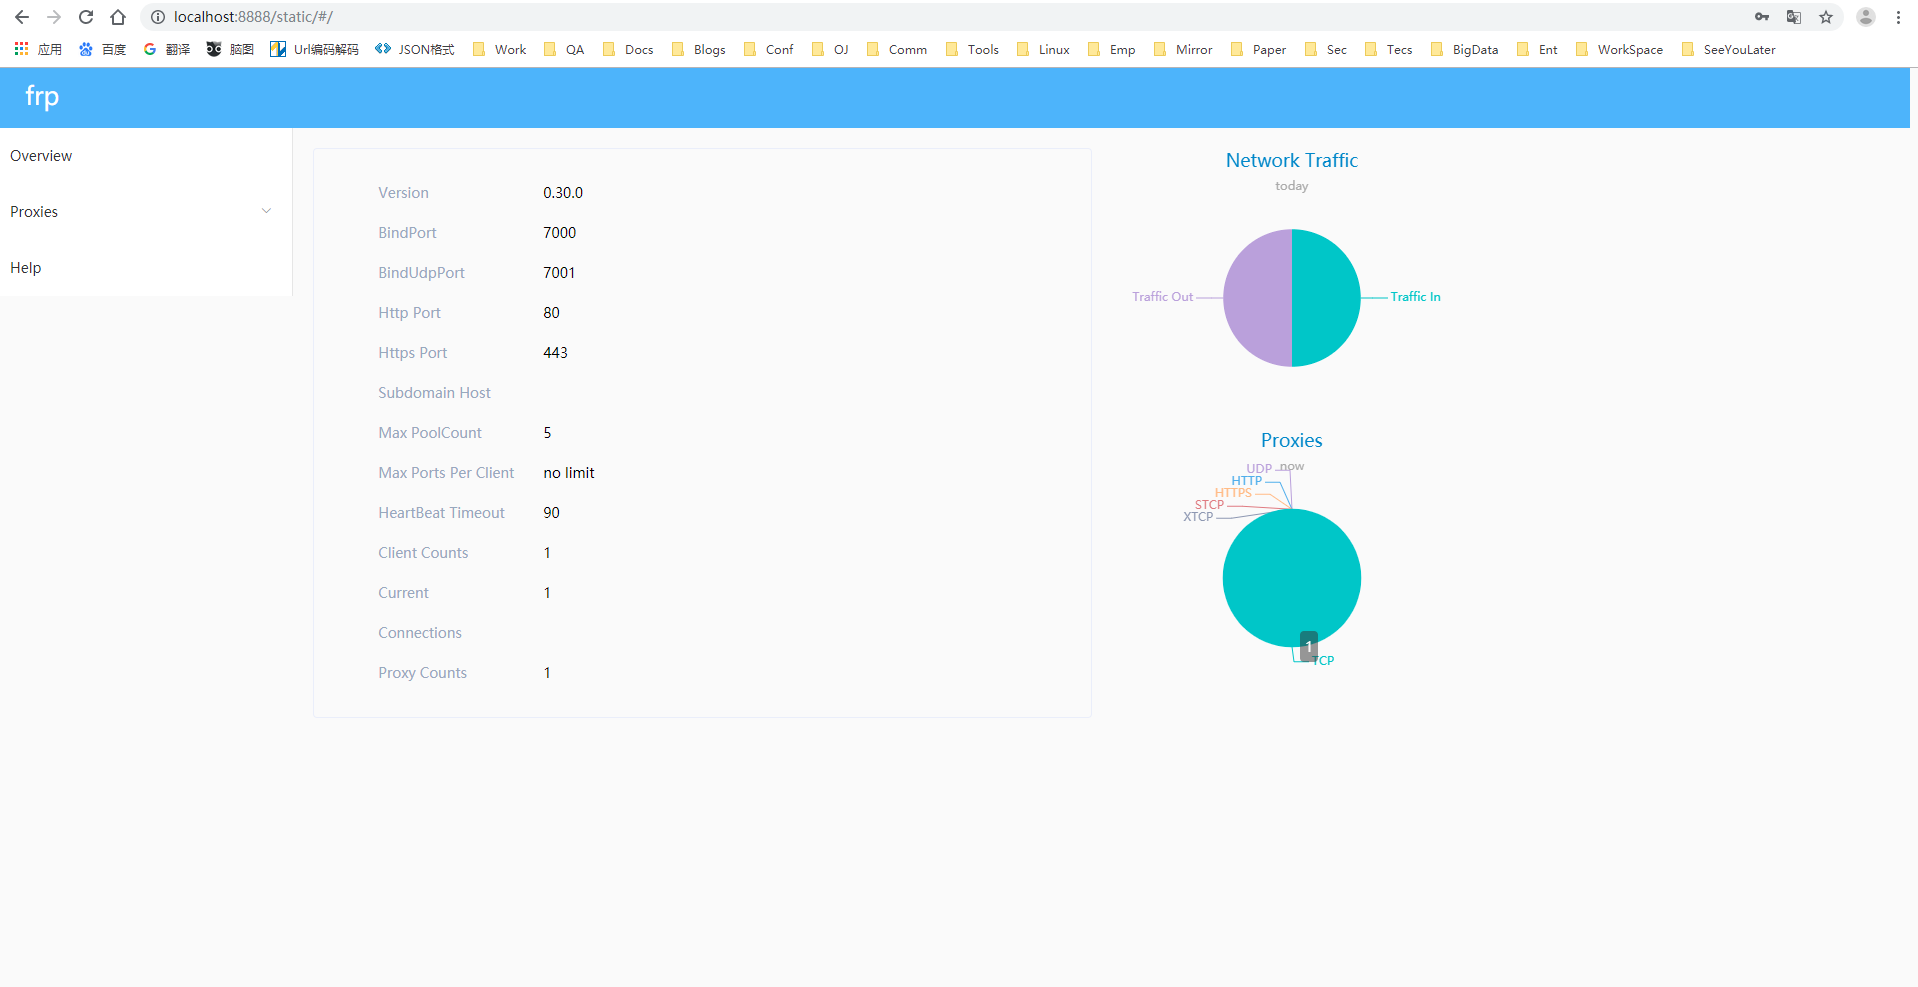 localhost:8888/static/#/
应用 百度 翻译 脑图 Url编码解码 JSON格式 Work QA Docs Blogs Conf OJ Comm Tools Linux Emp Mirror Paper Sec Tecs BigData Ent WorkSpace SeeYouLater
frp
Overview
Proxies
Help
Version 0.30.0
BindPort 7000
BindUdpPort 7001
Http Port 80
Https Port 443
Subdomain Host
Max PoolCount 5
Max Ports Per Client no limit
HeartBeat Timeout 90
Client Counts 1
Current 1
Connections
Proxy Counts 1
Network Traffic
today
Traffic Out Traffic In
Proxies
now
UDP
HTTP
HTTPS
STCP
XTCP
1
TCP